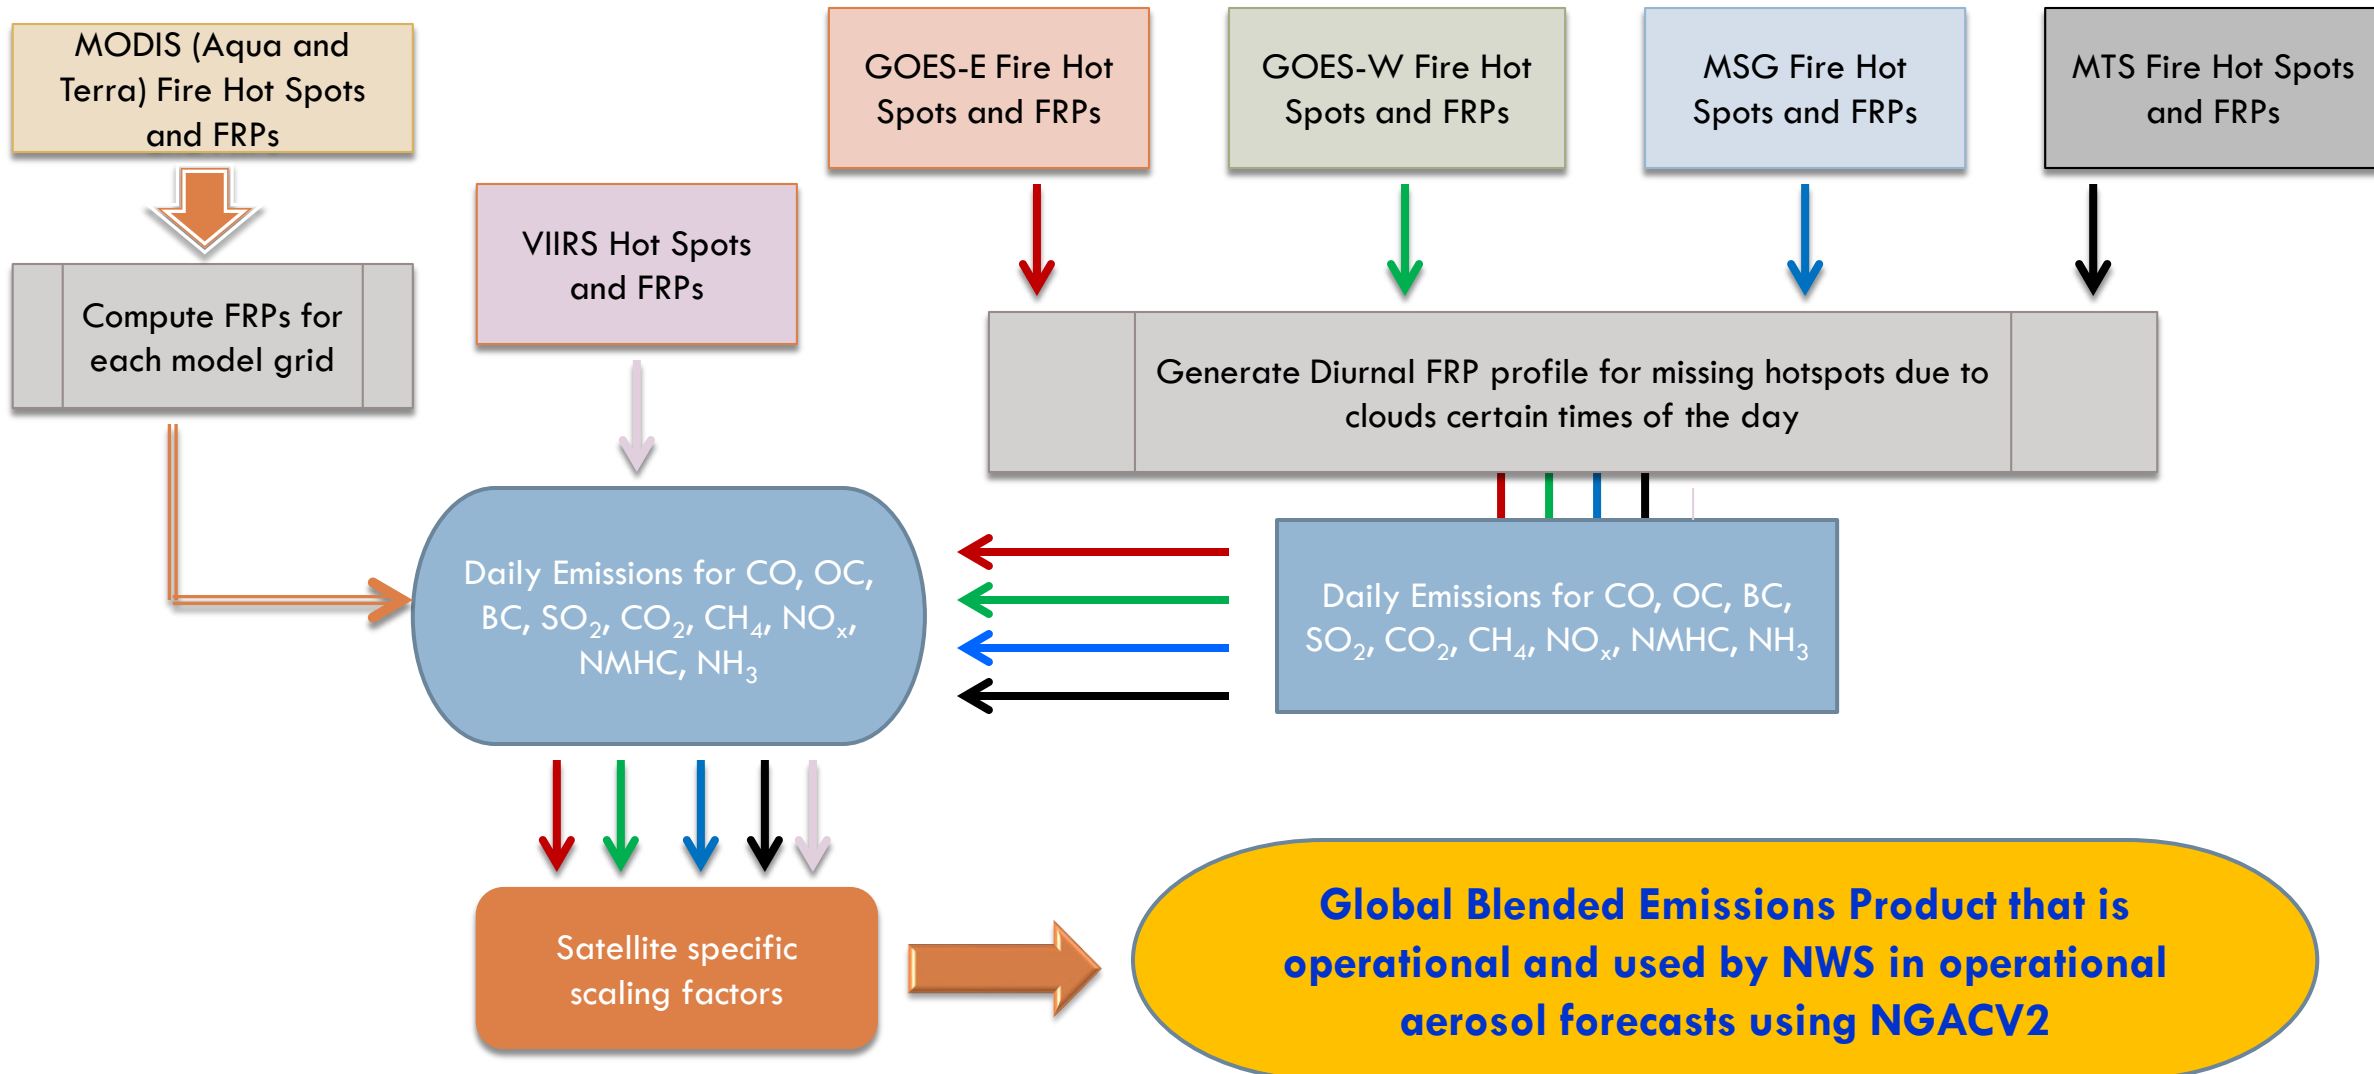 MODIS (Aqua and
Terra) Fire Hot Spots
and FRPs
GOES-E Fire Hot
Spots and FRPs
GOES-W Fire Hot
Spots and FRPs
MSG Fire Hot
Spots and FRPs
MTS Fire Hot Spots
and FRPs
VIIRS Hot Spots
and FRPs
Compute FRPs for
each model grid
Generate Diurnal FRP profile for missing hotspots due to
clouds certain times of the day
Daily Emissions for CO, OC,
BC, SO₂, CO₂, CH₄, NOₓ,
NMHC, NH₃
Daily Emissions for CO, OC, BC,
SO₂, CO₂, CH₄, NOₓ, NMHC, NH₃
Satellite specific
scaling factors
Global Blended Emissions Product that is
operational and used by NWS in operational
aerosol forecasts using NGACV2